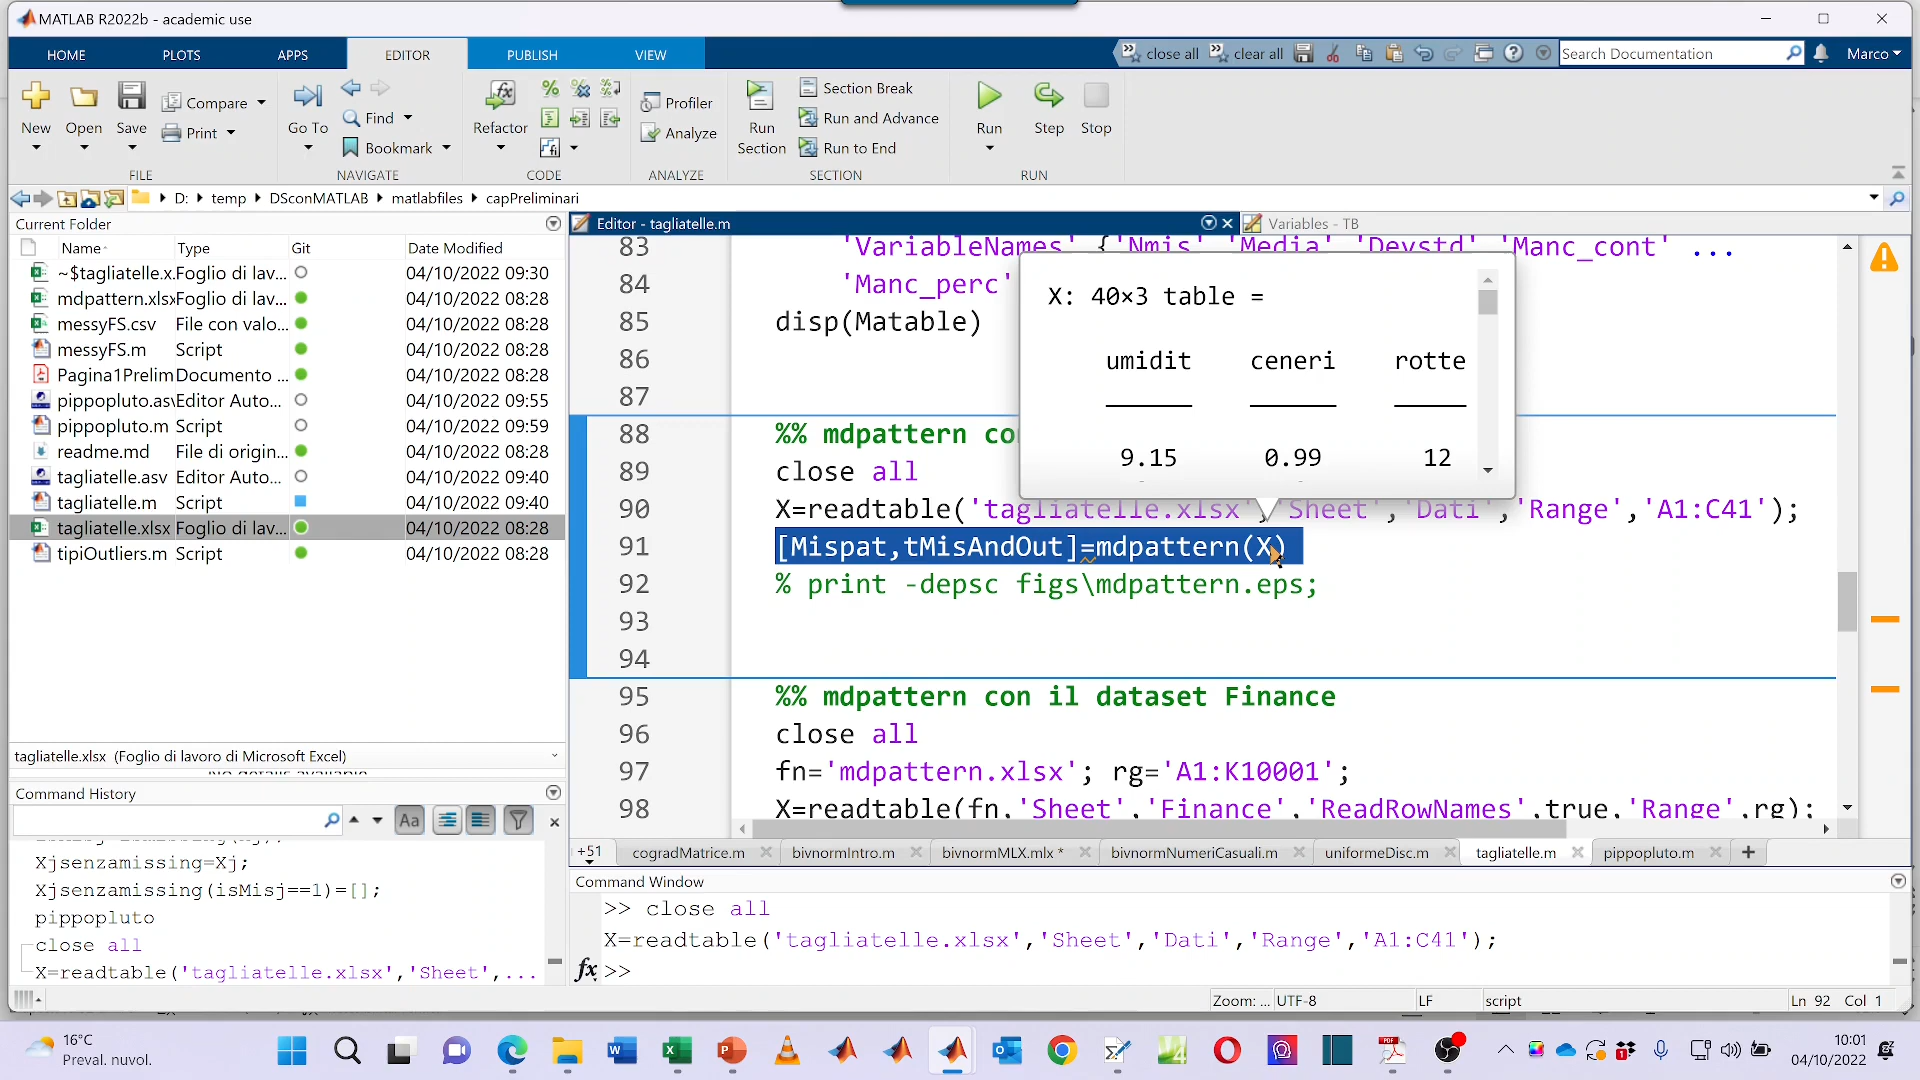 MATLAB R2022b - academic use
HOME PLOTS APPS EDITOR PUBLISH VIEW
close all clear all Search Documentation Marco
New Open Save Compare Print Go To Find Bookmark Refactor Profiler Analyze Run Section Section Break Run and Advance Run to End Run Step Stop
FILE NAVIGATE CODE ANALYZE SECTION RUN
D: temp DSconMATLAB matlabfiles capPreliminari
Current Folder
Name Type Git Date Modified
~$tagliatelle.x.Foglio di lav... 04/10/2022 09:30
mdpattern.xlsx Foglio di lav... 04/10/2022 08:28
messyFS.csv File con valo... 04/10/2022 08:28
messyFS.m Script 04/10/2022 08:28
Pagina1Prelim Documento ... 04/10/2022 08:28
pippopluto.asv Editor Auto... 04/10/2022 09:55
pippopluto.m Script 04/10/2022 09:59
readme.md File di origin... 04/10/2022 08:28
tagliatelle.asv Editor Auto... 04/10/2022 09:40
tagliatelle.m Script 04/10/2022 09:40
tagliatelle.xlsx Foglio di lav... 04/10/2022 08:28
tipiOutliers.m Script 04/10/2022 08:28
tagliatelle.xlsx (Foglio di lavoro di Microsoft Excel)
Command History
Aa
Xjsenzamissing=Xj;
Xjsenzamissing(isMisj==1)=[];
pippopluto
close all
X=readtable('tagliatelle.xlsx','Sheet',...
Editor - tagliatelle.m Variables - TB
83 'VariableNames' {'Nmis' 'Media' 'Devstd' 'Manc_cont' ...
84 'Manc_perc'
85 disp(Matable)
86
87
88 %% mdpattern co
89 close all
90 X=readtable('tagliatelle.xlsx','Sheet','Dati','Range','A1:C41');
91 [Mispat,tMisAndOut]=mdpattern(X)
92 % print -depsc figs\mdpattern.eps;
93
94
95 %% mdpattern con il dataset Finance
96 close all
97 fn='mdpattern.xlsx'; rg='A1:K10001';
98 X=readtable(fn,'Sheet','Finance','ReadRowNames',true,'Range',rg);
X: 40×3 table =
umidit ceneri rotte
9.15 0.99 12
+51 cogradMatrice.m bivnormIntro.m bivnormMLX.mlx * bivnormNumeriCasuali.m uniformeDisc.m tagliatelle.m pippopluto.m
Command Window
>> close all
X=readtable('tagliatelle.xlsx','Sheet','Dati','Range','A1:C41');
fx >>
Zoom: ... UTF-8 LF script Ln 92 Col 1
16°C
Preval. nuvol.
10:01
04/10/2022